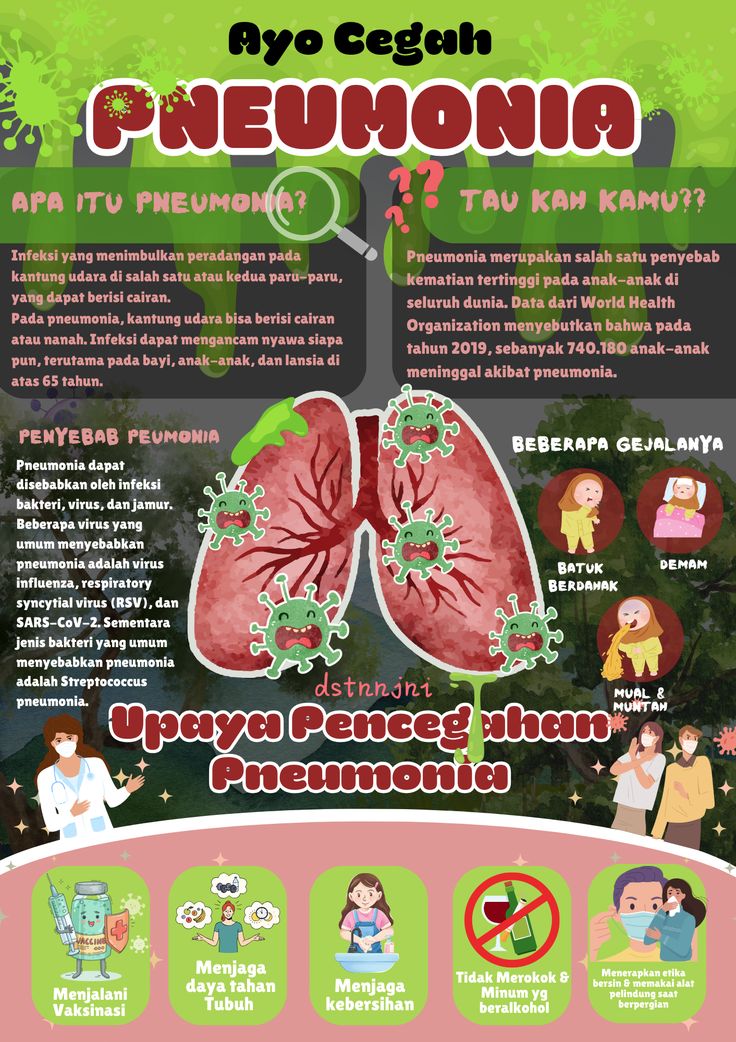 Ayo Cegah
PNEUMONIA
APA ITU PNEUMONIA?
Infeksi yang menimbulkan peradangan pada
kantung udara di salah satu atau kedua paru-paru,
yang dapat berisi cairan.
Pada pneumonia, kantung udara bisa berisi cairan
atau nanah. Infeksi dapat mengancam nyawa siapa
pun, terutama pada bayi, anak-anak, dan lansia di
atas 65 tahun.
??
?
TAU KAH KAMU??
Pneumonia merupakan salah satu penyebab
kematian tertinggi pada anak-anak di
seluruh dunia. Data dari World Health
Organization menyebutkan bahwa pada
tahun 2019, sebanyak 740.180 anak-anak
meninggal akibat pneumonia.
PENYEBAB PEUMONIA
Pneumonia dapat
disebabkan oleh infeksi
bakteri, virus, dan jamur.
Beberapa virus yang
umum menyebabkan
pneumonia adalah virus
influenza, respiratory
syncytial virus (RSV), dan
SARS-CoV-2. Sementara
jenis bakteri yang umum
menyebabkan pneumonia
adalah Streptococcus
pneumonia.
BEBERAPA GEJALANYA
BATUK
BERDAHAK
DEMAM
MUAL &
MUNTAH
dstnnjni
Upaya Pencegahan
Pneumonia
VACCINE
Menjalani
Vaksinasi
Menjaga
daya tahan
Tubuh
Menjaga
kebersihan
Tidak Merokok &
Minum yg
beralkohol
Menerapkan etika
bersin & memakai alat
pelindung saat
berpergian